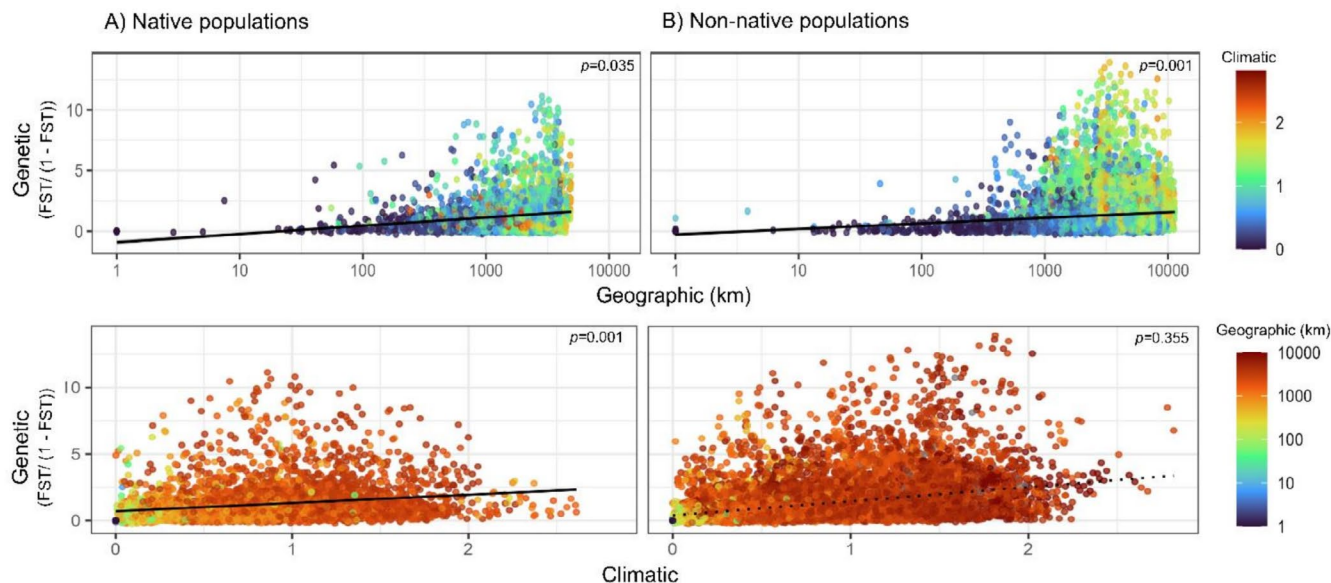 A) Native populations
B) Non-native populations
Genetic
(FST/ (1 - FST))
10
5
0
p=0.035
p=0.001
1
10
100
1000
10000
1
10
100
1000
10000
Geographic (km)
Climatic
2
1
0
Genetic
(FST/ (1 - FST))
10
5
0
p=0.001
p=0.355
0
1
2
0
1
2
Climatic
Geographic (km)
10000
1000
100
10
1